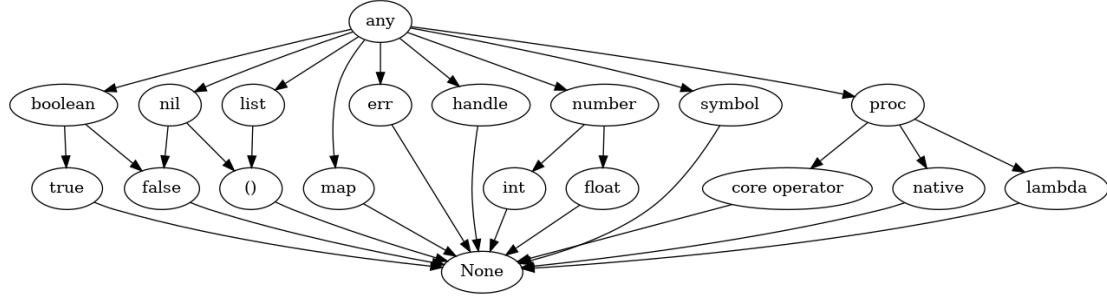 any
boolean nil list err handle number symbol proc
true false () map int float core operator native lambda
None